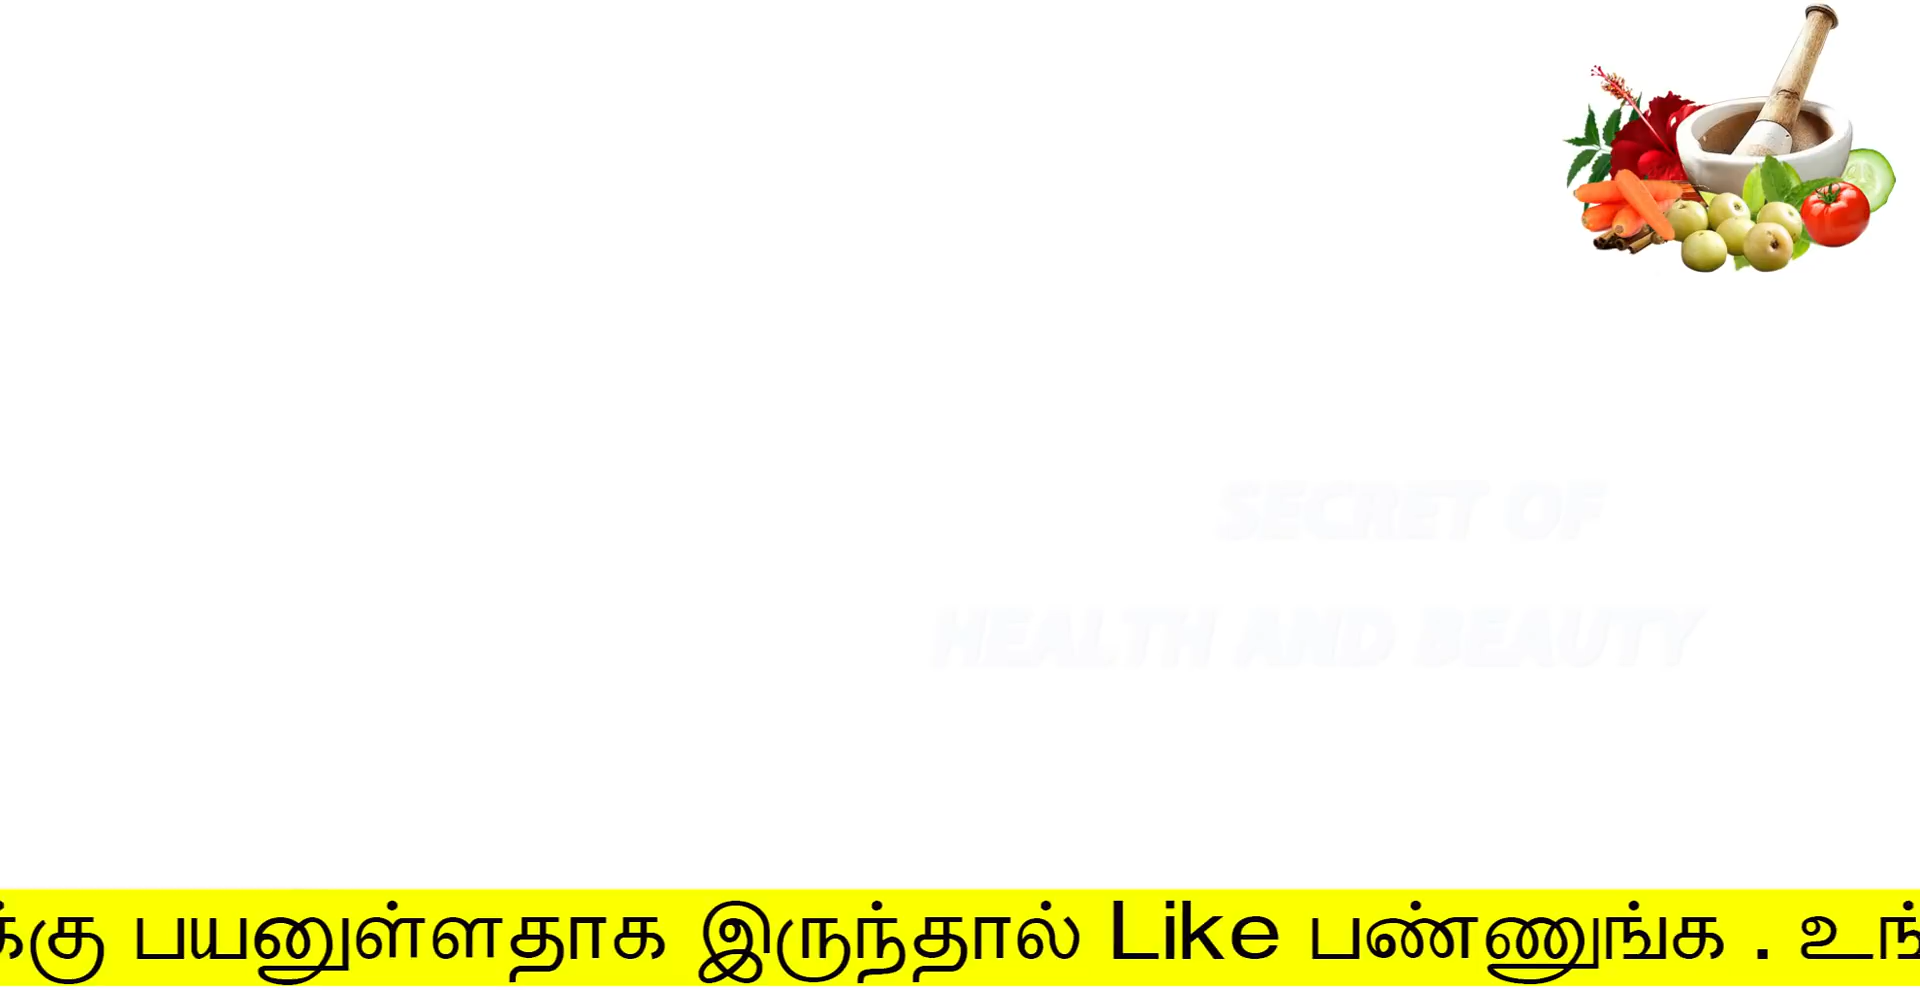 SECRET OF
HEALTH AND BEAUTY
க்கு பயனுள்ளதாக இருந்தால் Like பண்ணுங்க . உங்